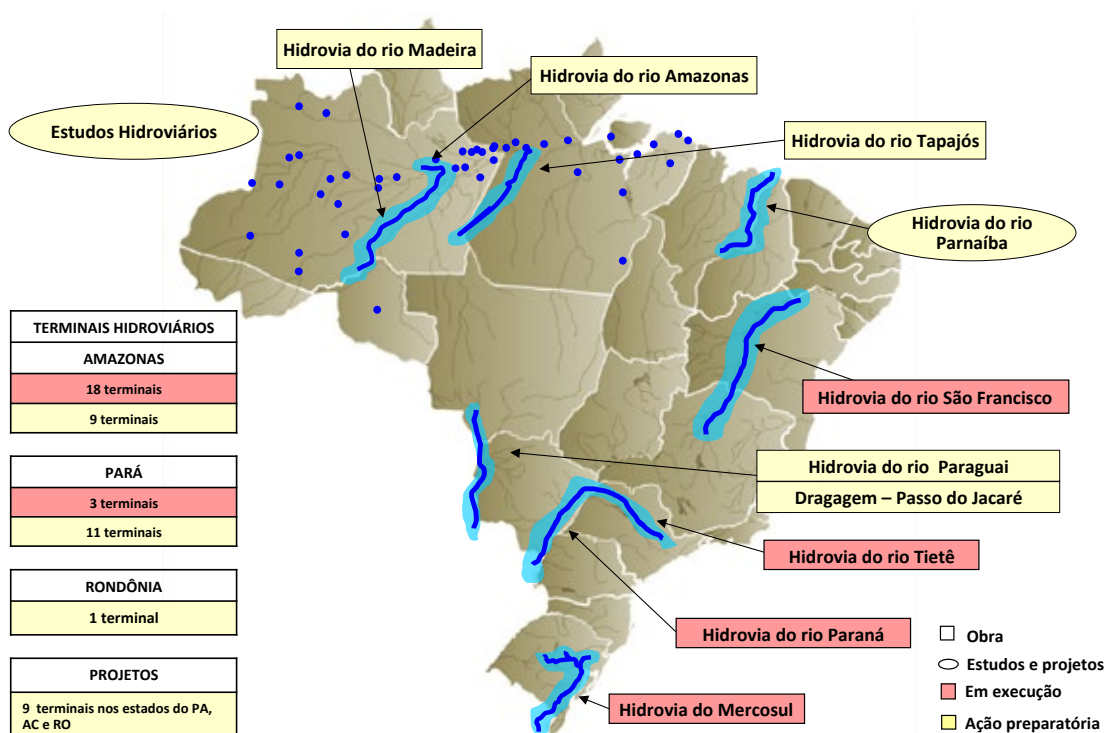 Hidrovia do rio Madeira
Hidrovia do rio Amazonas
Estudos Hidroviários
Hidrovia do rio Tapajós
Hidrovia do rio
Parnaíba
TERMINAIS HIDROVIÁRIOS
AMAZONAS
18 terminais
9 terminais
Hidrovia do rio São Francisco
PARÁ
3 terminais
11 terminais
Hidrovia do rio Paraguai
Dragagem – Passo do Jacaré
Hidrovia do rio Tietê
RONDÔNIA
1 terminal
Hidrovia do rio Paraná
PROJETOS
9 terminais nos estados do PA,
AC e RO
Hidrovia do Mercosul
Obra
Estudos e projetos
Em execução
Ação preparatória